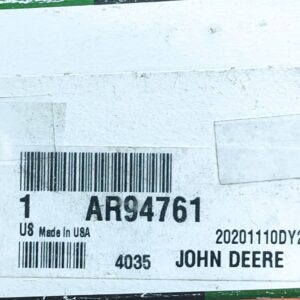 1 AR94761
US Made In USA 20201110DY2
4035 JOHN DEERE